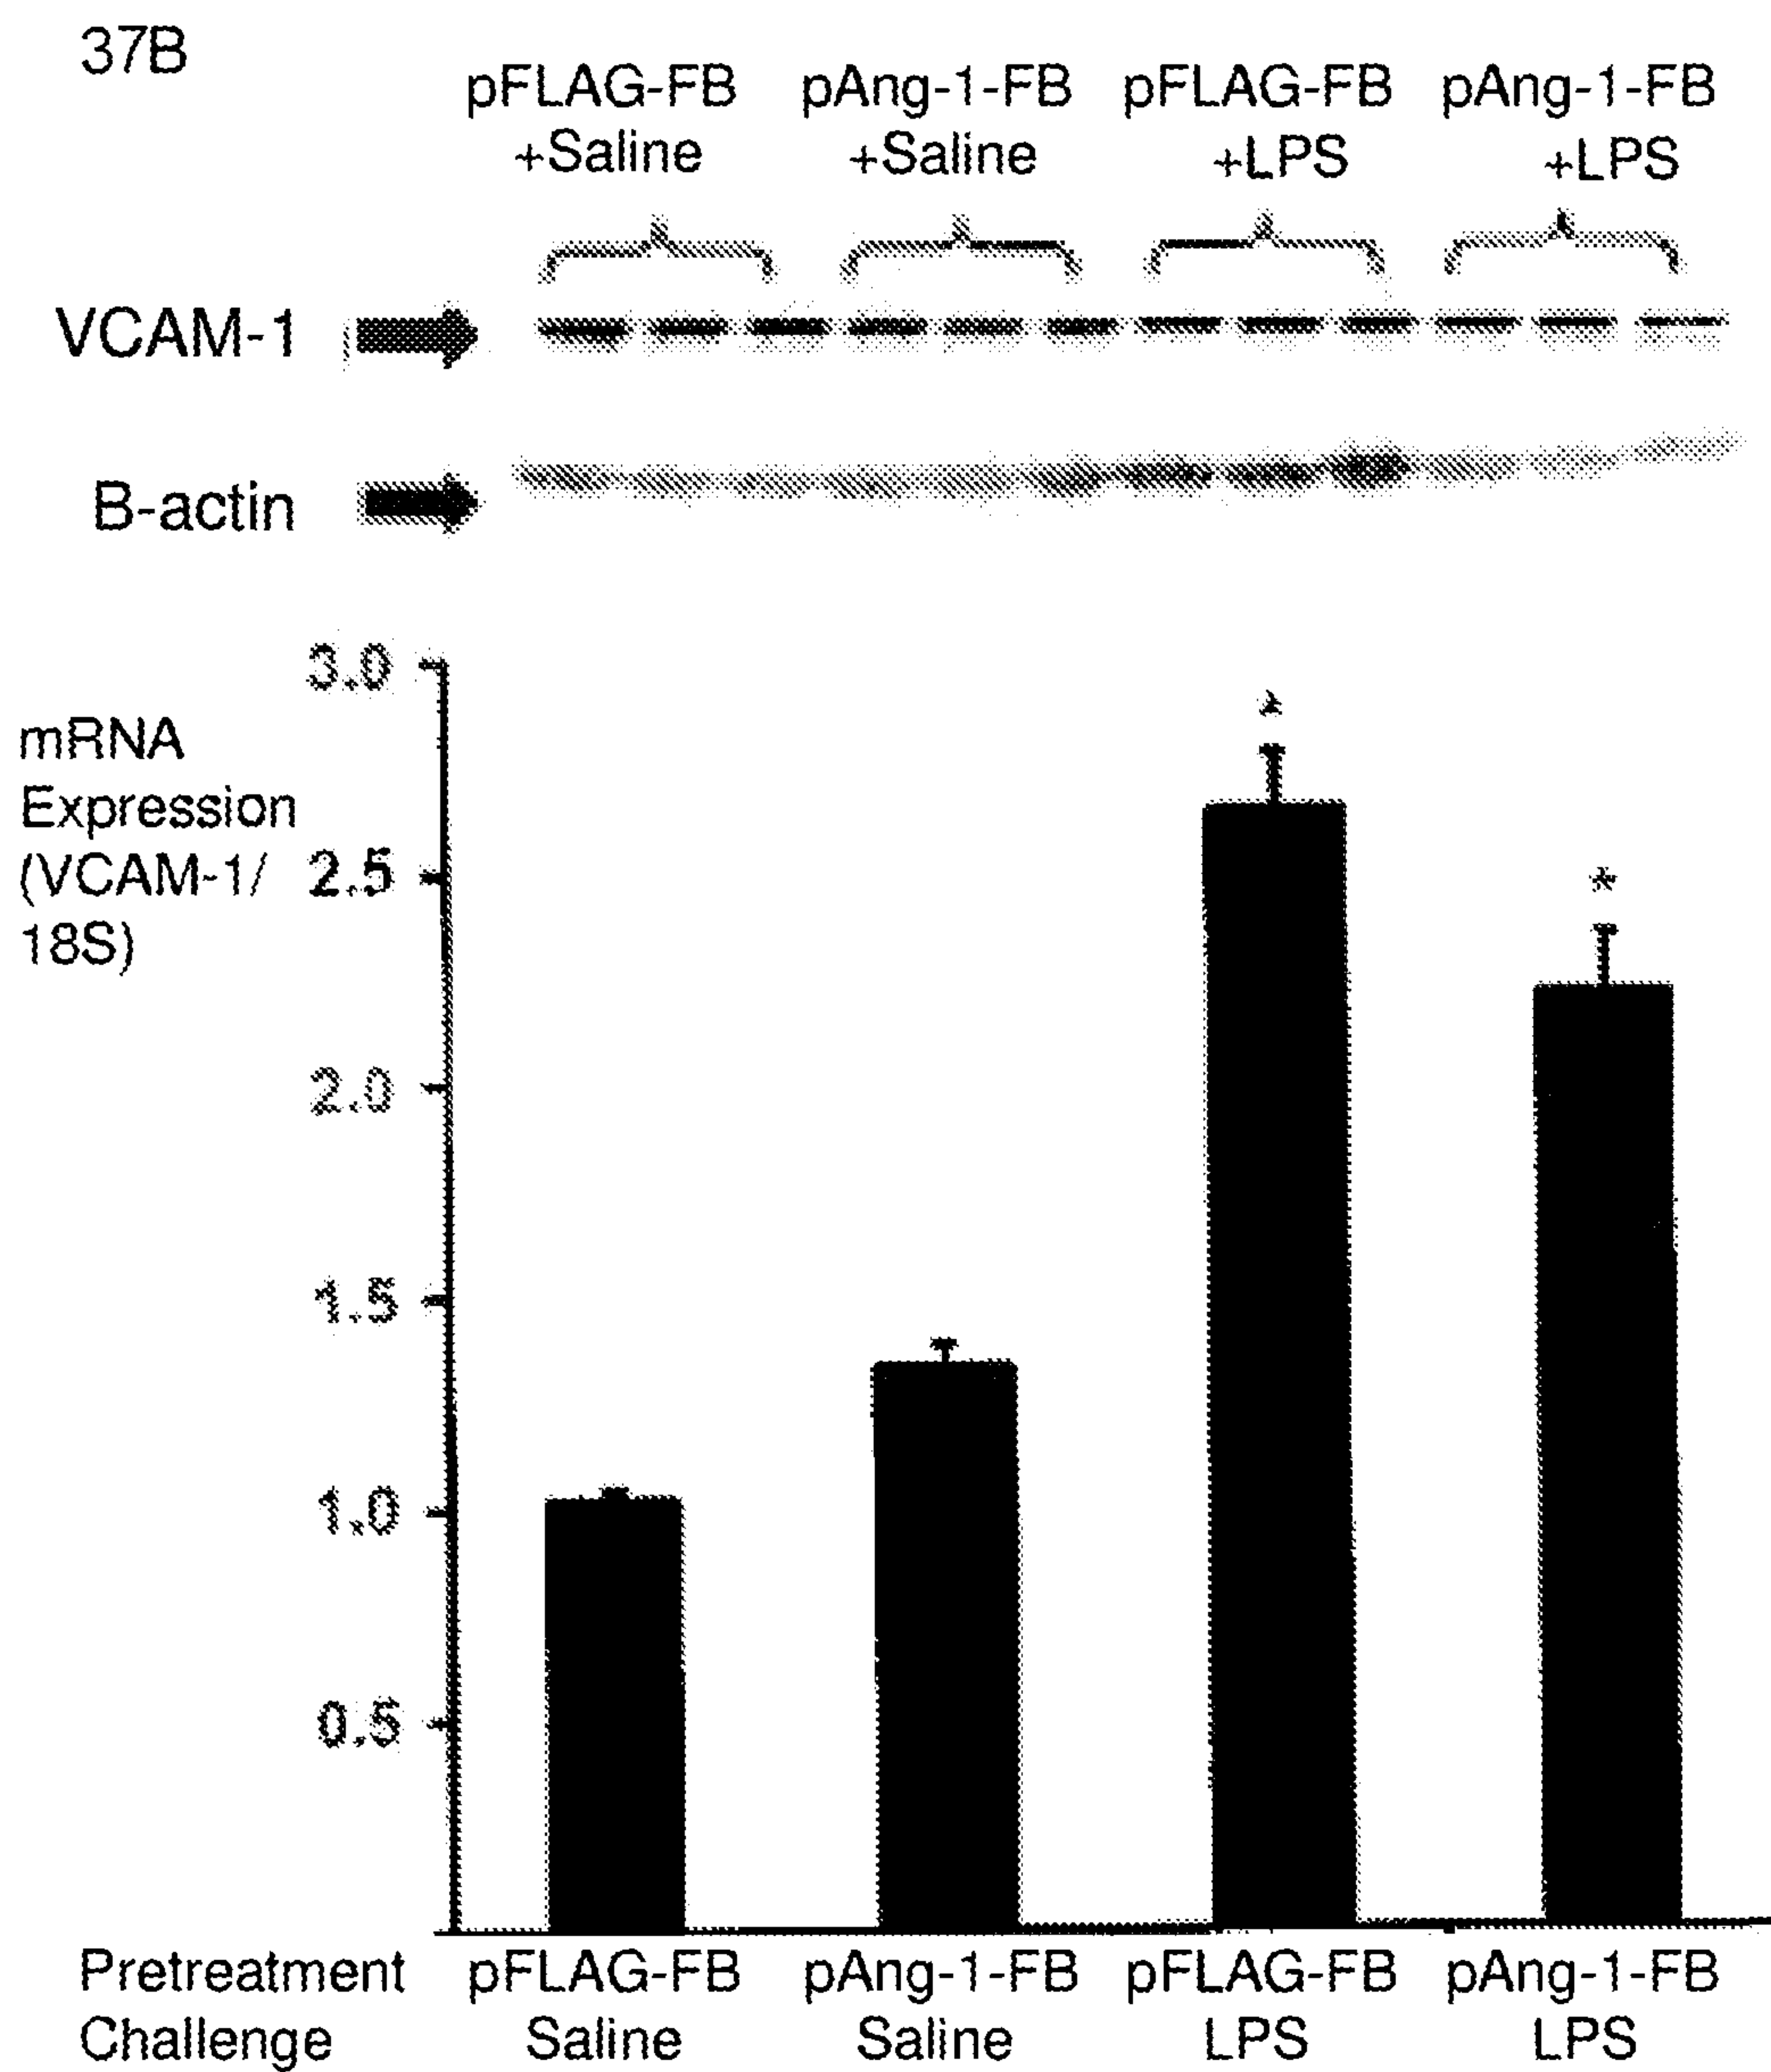 37B
pFLAG-FB pAng-1-FB pFLAG-FB pAng-1-FB
+Saline +Saline +LPS +LPS
VCAM-1
B-actin
3.0
mRNA
Expression
(VCAM-1/ 2.5
18S)
*
*
2.0
1.5
1.0
0.5
Pretreatment pFLAG-FB pAng-1-FB pFLAG-FB pAng-1-FB
Challenge Saline Saline LPS LPS